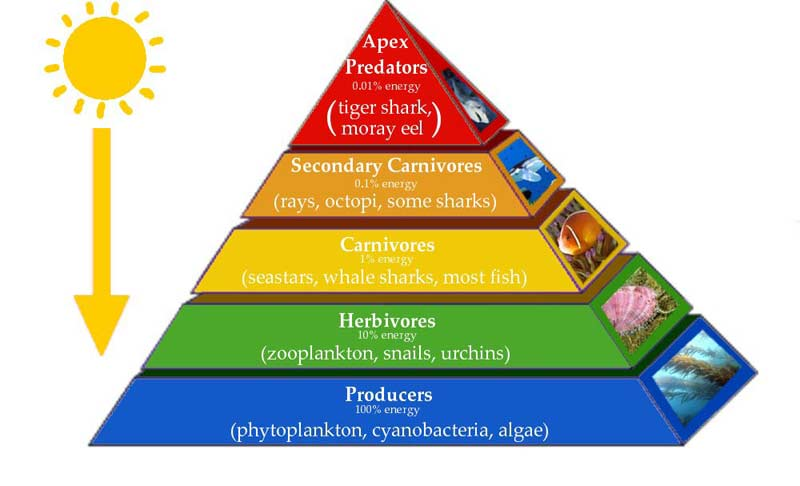 Apex
Predators
0.01% energy
(tiger shark,
moray eel)
Secondary Carnivores
0.1% energy
(rays, octopi, some sharks)
Carnivores
1% energy
(seastars, whale sharks, most fish)
Herbivores
10% energy
(zooplankton, snails, urchins)
Producers
100% energy
(phytoplankton, cyanobacteria, algae)